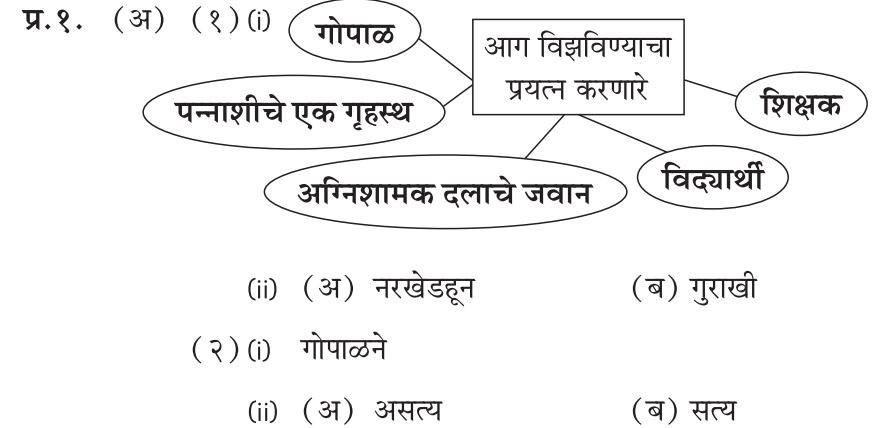 प्र.१. (अ) (१) (i) गोपाळ
आग विझविण्याचा
प्रयत्न करणारे
पन्नाशीचे एक गृहस्थ
शिक्षक
अग्निशामक दलाचे जवान
विद्यार्थी
(ii) (अ) नरखेडहून (ब) गुराखी
(२) (i) गोपाळने
(ii) (अ) असत्य (ब) सत्य